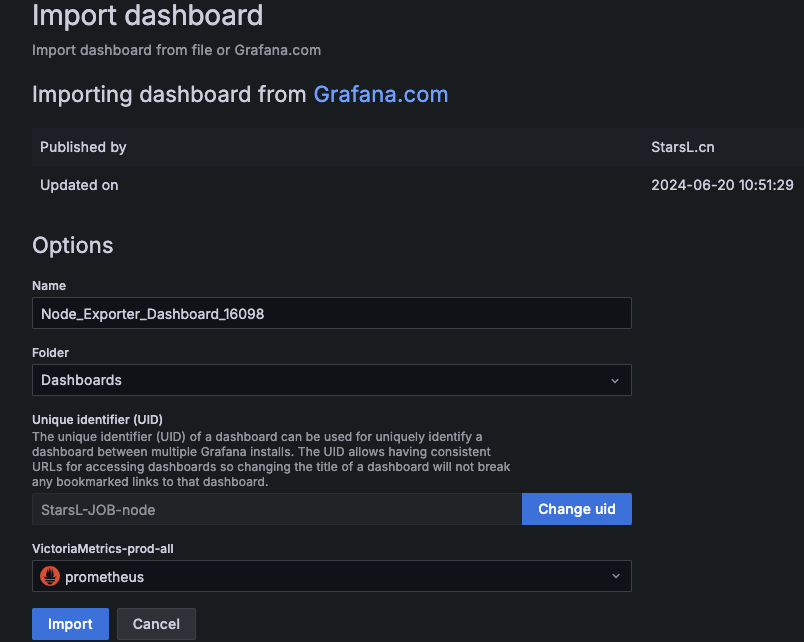 Import dashboard
Import dashboard from file or Grafana.com
Importing dashboard from Grafana.com
Published by StarsL.cn
Updated on 2024-06-20 10:51:29
Options
Name
Node_Exporter_Dashboard_16098
Folder
Dashboards
Unique identifier (UID)
The unique identifier (UID) of a dashboard can be used for uniquely identify a
dashboard between multiple Grafana installs. The UID allows having consistent
URLs for accessing dashboards so changing the title of a dashboard will not break
any bookmarked links to that dashboard.
StarsL-JOB-node Change uid
VictoriaMetrics-prod-all
prometheus
Import Cancel